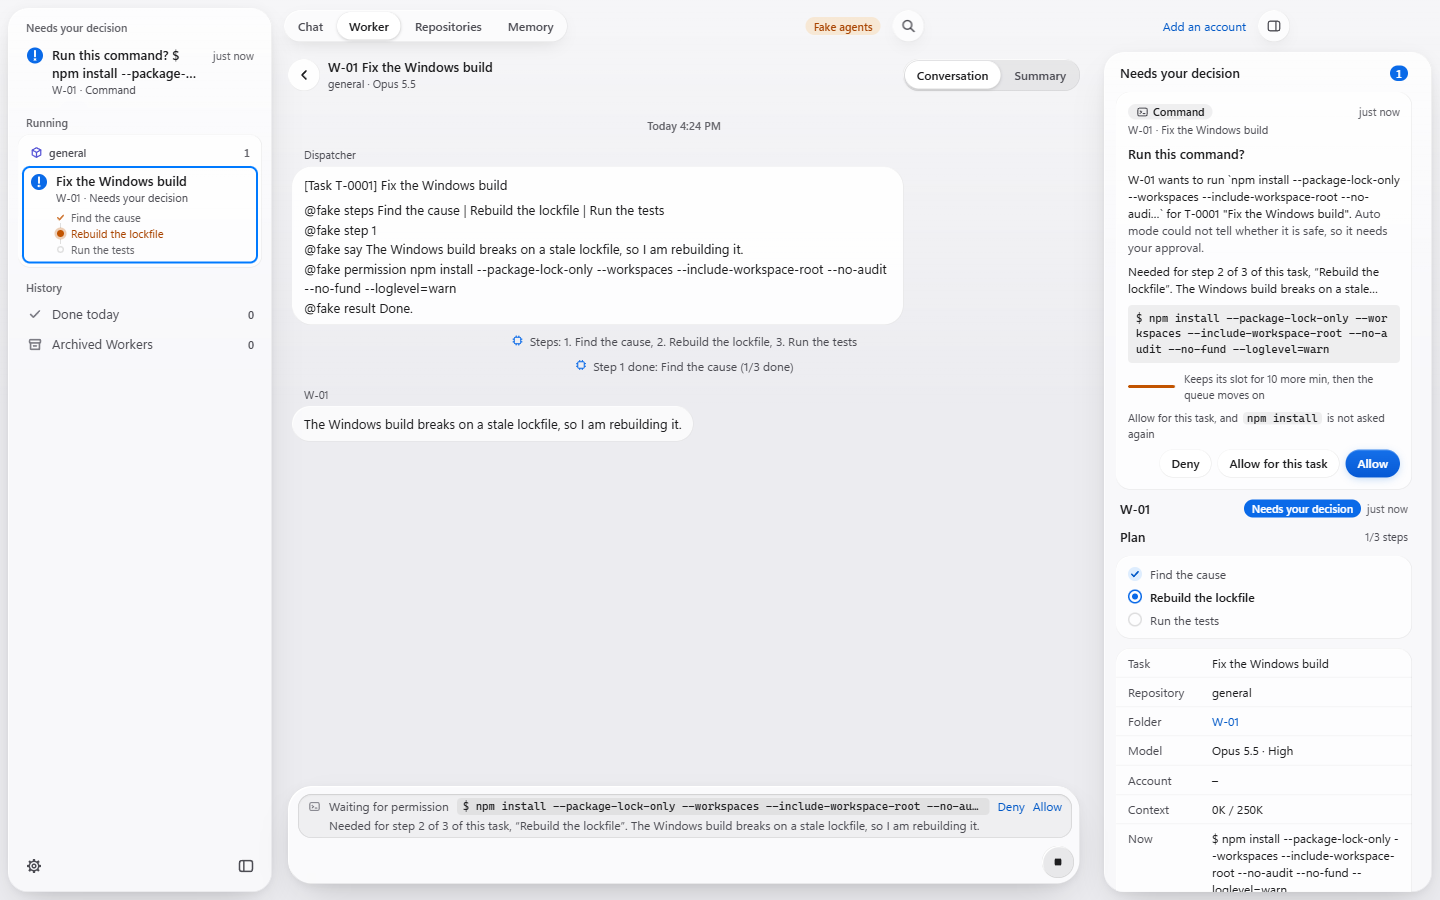 Needs your decision
Run this command? $
npm install --package-...
just now
W-01 · Command
Running
general
1
Fix the Windows build
W-01 · Needs your decision
Find the cause
Rebuild the lockfile
Run the tests
History
Done today
0
Archived Workers
0
Chat
Worker
Repositories
Memory
Fake agents
Add an account
W-01 Fix the Windows build
general · Opus 5.5
Conversation
Summary
Today 4:24 PM
Dispatcher
[Task T-0001] Fix the Windows build
@fake steps Find the cause | Rebuild the lockfile | Run the tests
@fake step 1
@fake say The Windows build breaks on a stale lockfile, so I am rebuilding it.
@fake permission npm install --package-lock-only --workspaces --include-workspace-root --no-audit
--no-fund --loglevel=warn
@fake result Done.
Steps: 1. Find the cause, 2. Rebuild the lockfile, 3. Run the tests
Step 1 done: Find the cause (1/3 done)
W-01
The Windows build breaks on a stale lockfile, so I am rebuilding it.
Waiting for permission
$ npm install --package-lock-only --workspaces --include-workspace-root --no-au...
Deny
Allow
Needed for step 2 of 3 of this task, "Rebuild the lockfile". The Windows build breaks on a stale lockfile, so I am rebuilding it.
Needs your decision
1
Command
just now
W-01 · Fix the Windows build
Run this command?
W-01 wants to run `npm install --package-lock-only
--workspaces --include-workspace-root --no-
audi...` for T-0001 "Fix the Windows build". Auto
mode could not tell whether it is safe, so it needs
your approval.
Needed for step 2 of 3 of this task, "Rebuild the
lockfile". The Windows build breaks on a stale...
$ npm install --package-lock-only --wor
kspaces --include-workspace-root --no-a
udit --no-fund --loglevel=warn
Keeps its slot for 10 more min, then the
queue moves on
Allow for this task, and npm install is not asked
again
Deny
Allow for this task
Allow
W-01
Needs your decision
just now
Plan
1/3 steps
Find the cause
Rebuild the lockfile
Run the tests
Task
Fix the Windows build
Repository
general
Folder
W-01
Model
Opus 5.5 · High
Account
–
Context
0K / 250K
Now
$ npm install --package-lock-only -
-workspaces --include-workspace-
root --no-audit --no-fund --
loglevel=warn